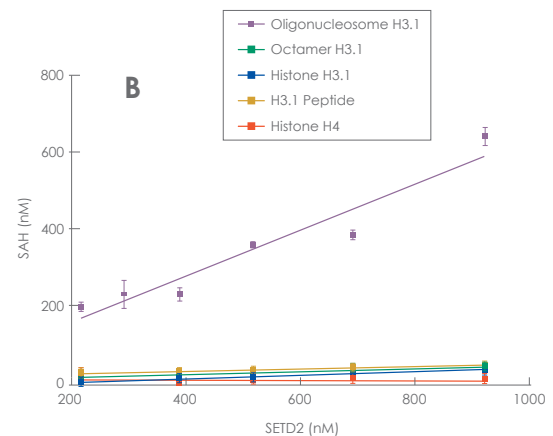 Oligonucleosome H3.1
Octamer H3.1
Histone H3.1
H3.1 Peptide
Histone H4
B
800
600
400
200
0
SAH (nM)
200
400
600
800
1000
SETD2 (nM)